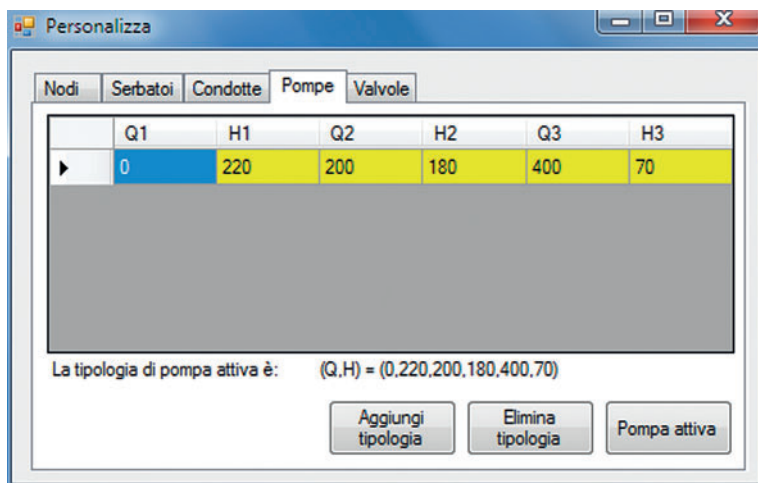 Personalizza
Nodi Serbatoi Condotte Pompe Valvole
Q1 H1 Q2 H2 Q3 H3
0 220 200 180 400 70
La tipologia di pompa attiva è: (Q,H) = (0,220,200,180,400,70)
Aggiungi tipologia Elimina tipologia Pompa attiva